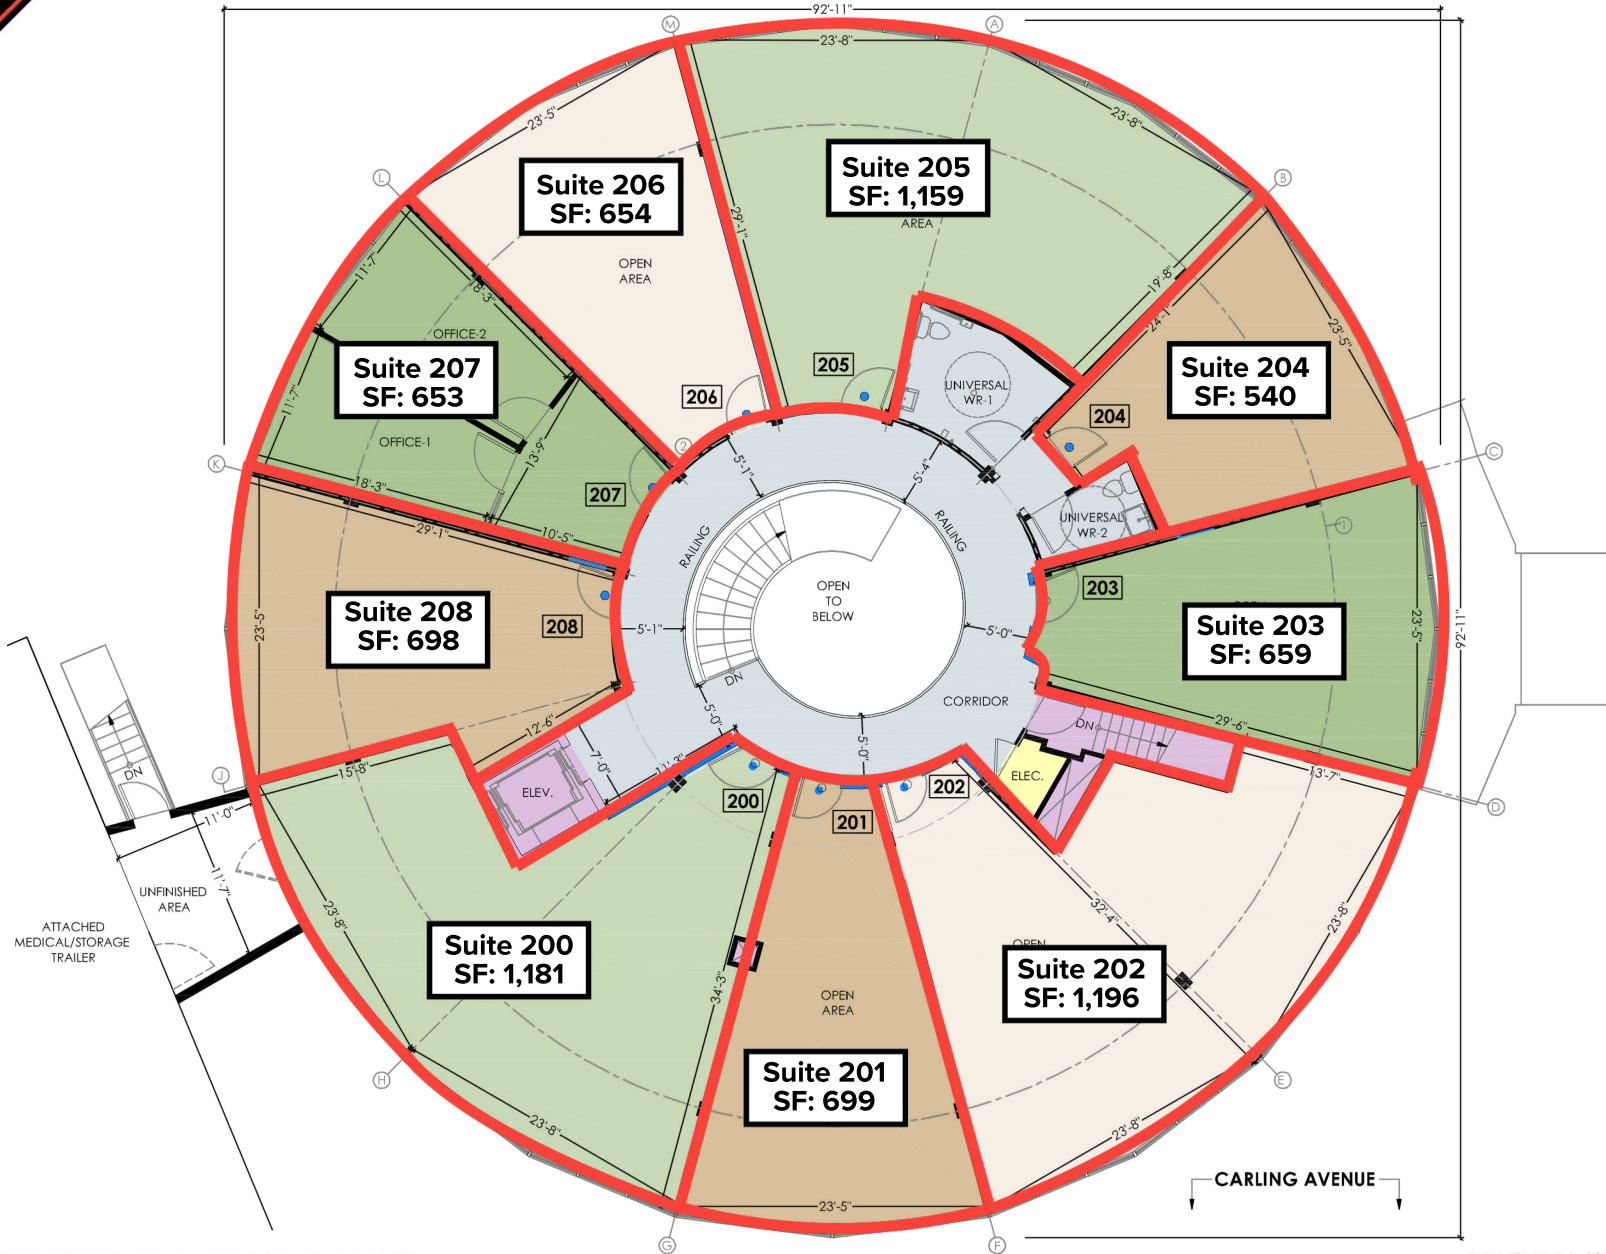 92'-11"
M
A
23'-8"
23'-5"
23'-8"
L
B
Suite 206
SF: 654
Suite 205
SF: 1,159
AREA
29'-1"
OPEN
AREA
11'-7"
18'-3"
19'-8"
24'-1"
23'-5"
OFFICE-2
Suite 207
SF: 653
205
UNIVERSAL
WR-1
Suite 204
SF: 540
11'-7"
206
204
OFFICE-1
2
K
C
13'-9"
5'-1"
5'-4"
18'-3"
207
10'-5"
29'-1"
RAILING
RAILING
UNIVERSAL
WR-2
1
OPEN
TO
BELOW
203
Suite 208
SF: 698
208
23'-5"
5'-1"
5'-0"
Suite 203
SF: 659
23'-5"
92'-11"
DN
CORRIDOR
12'-6"
5'-0"
5'-0"
DN
29'-6"
DN
J
15'-8"
7'-0"
11'-3"
ELEV.
ELEC.
13'-7"
D
200
201
202
11'-0"
11'-7"
UNFINISHED
AREA
ATTACHED
MEDICAL/STORAGE
TRAILER
23'-8"
32'-4"
23'-8"
Suite 200
SF: 1,181
34'-3"
OPEN
Suite 202
SF: 1,196
OPEN
AREA
H
E
Suite 201
SF: 699
23'-8"
23'-8"
23'-5"
CARLING AVENUE
G
F